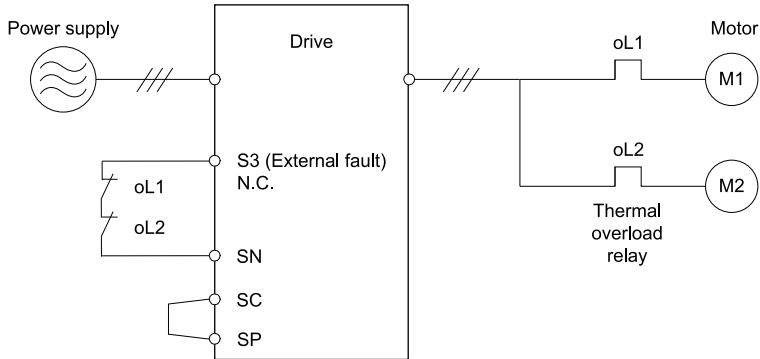 Power supply
Drive
oL1
Motor
M1
S3 (External fault)
N.C.
oL1
oL2
oL2
M2
Thermal
overload
relay
SN
SC
SP